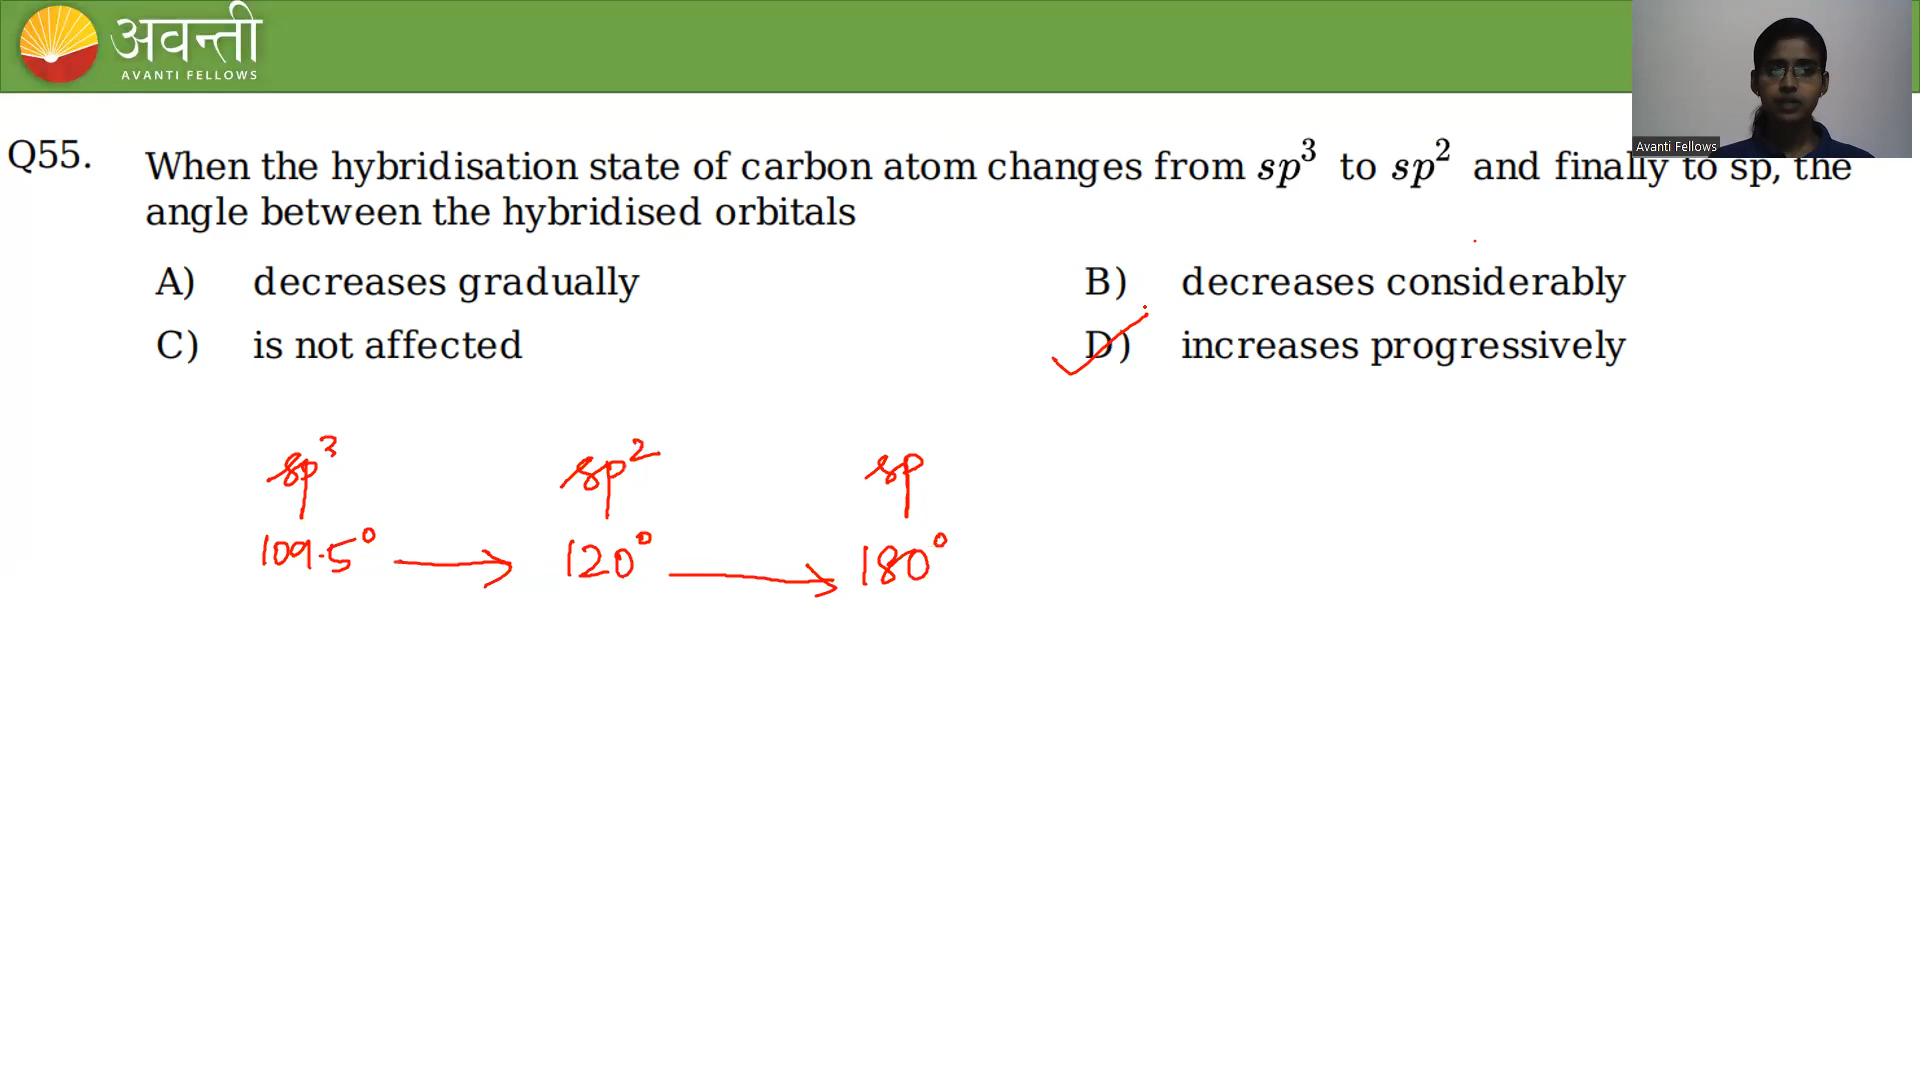 अवन्ती
AVANTI FELLOWS
Avanti Fellows
Q55. When the hybridisation state of carbon atom changes from sp³ to sp² and finally to sp, the
angle between the hybridised orbitals
A) decreases gradually B) decreases considerably
C) is not affected D) increases progressively
sp³ sp² sp
109.5° → 120° → 180°